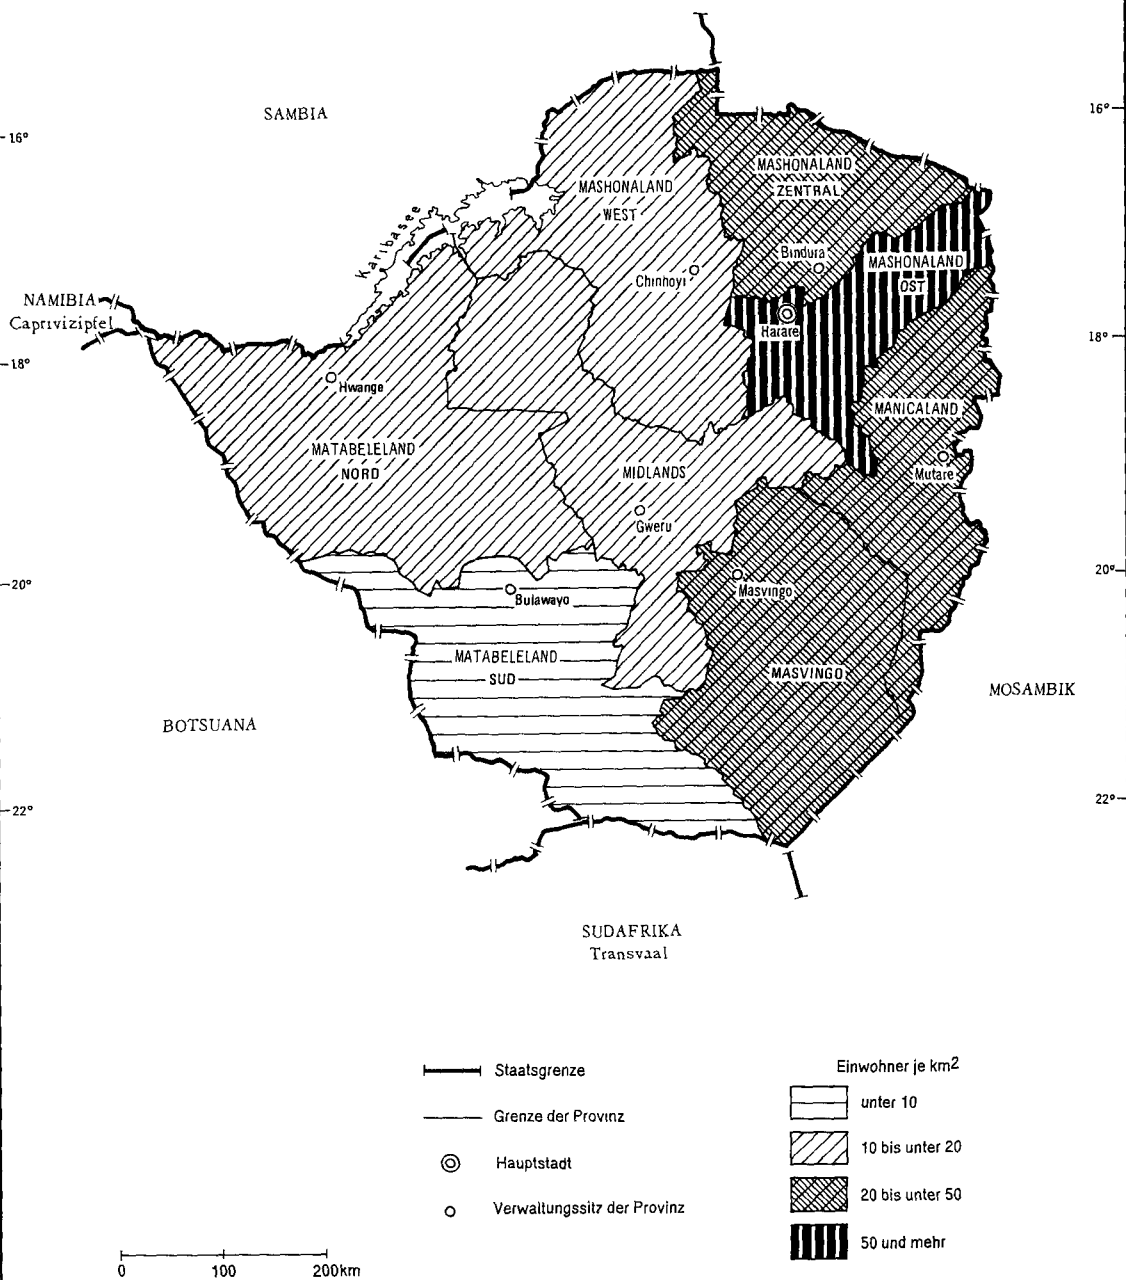 SAMBIA
16°
16°
MASHONALAND
ZENTRAL
MASHONALAND
WEST
Karibasee
Bindura
MASHONALAND
OST
Chinhoyi
NAMIBIA
Caprivizipfel
Harare
18°
18°
Hwange
MANICALAND
MATABELELAND
NORD
MIDLANDS
Mutare
Gweru
20°
20°
Bulawayo
Masvingo
MATABELELAND
SUD
MASVINGO
MOSAMBIK
BOTSUANA
22°
22°
SUDAFRIKA
Transvaal
Staatsgrenze
Grenze der Provinz
Hauptstadt
Verwaltungssitz der Provinz
Einwohner je km2
unter 10
10 bis unter 20
20 bis unter 50
50 und mehr
0 100 200km